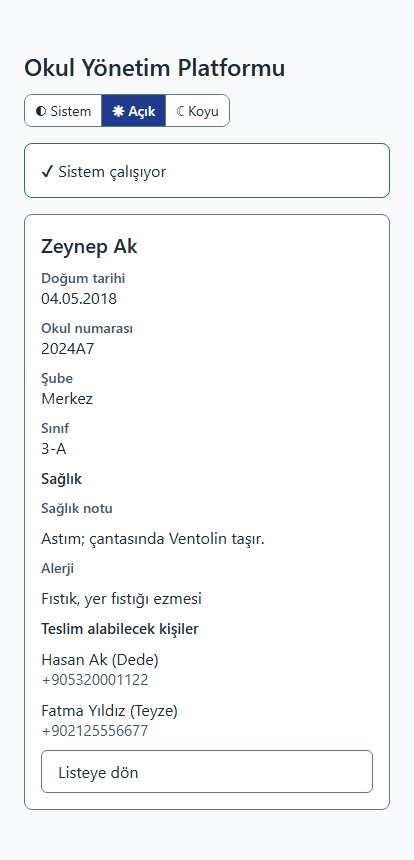 Okul Yönetim Platformu
Sistem Açık Koyu
✓ Sistem çalışıyor
Zeynep Ak
Doğum tarihi
04.05.2018
Okul numarası
2024A7
Şube
Merkez
Sınıf
3-A
Sağlık
Sağlık notu
Astım; çantasında Ventolin taşır.
Alerji
Fıstık, yer fıstığı ezmesi
Teslim alabilecek kişiler
Hasan Ak (Dede)
+905320001122
Fatma Yıldız (Teyze)
+902125556677
Listeye dön